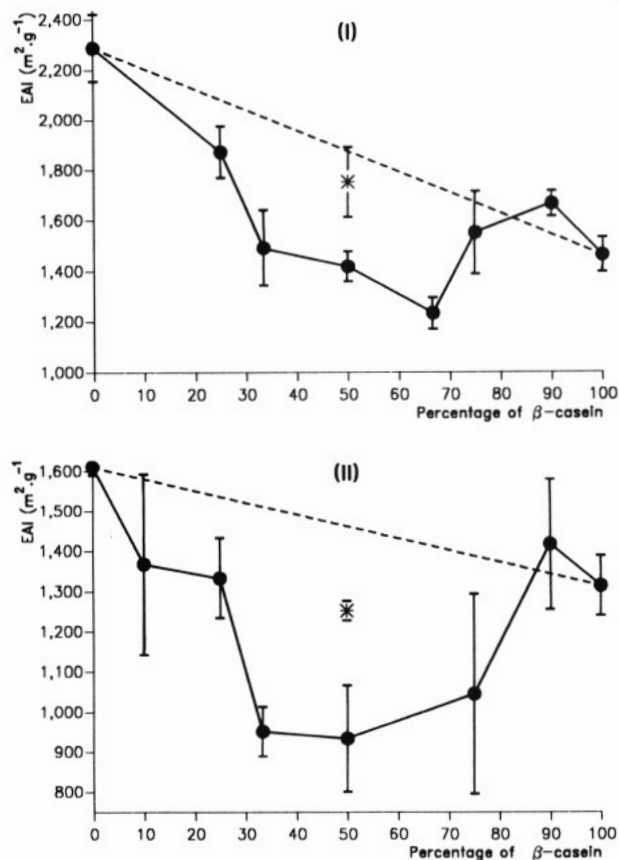 (I)
EAI (m².g⁻¹)
2,400
2,200
2,000
1,800
1,600
1,400
1,200
1,000
0 10 20 30 40 50 60 70 80 90 100
Percentage of β-casein
(II)
EAI (m².g⁻¹)
1,600
1,500
1,400
1,300
1,200
1,100
1,000
900
800
0 10 20 30 40 50 60 70 80 90 100
Percentage of β-casein